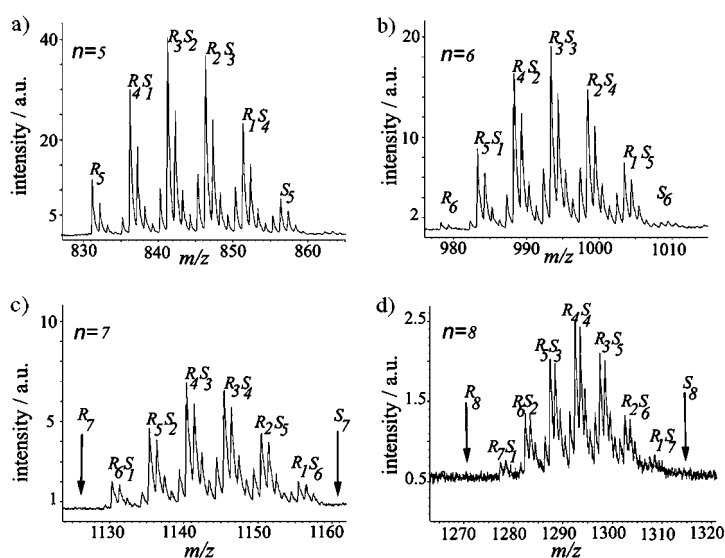 a)
n=5
intensity / a.u.
40
20
5
R5
R4S1
R3S2
R2S3
R1S4
S5
830 840 850 860
m/z
b)
n=6
intensity / a.u.
20
10
2
R6
R5S1
R4S2
R3S3
R2S4
R1S5
S6
980 990 1000 1010
m/z
c)
n=7
intensity / a.u.
10
5
1
R7
R6S1
R5S2
R4S3
R3S4
R2S5
R1S6
S7
1130 1140 1150 1160
m/z
d)
n=8
intensity / a.u.
2.5
1.5
0.5
R8
R7S1
R6S2
R5S3
R4S4
R3S5
R2S6
R1S7
S8
1270 1280 1290 1300 1310 1320
m/z